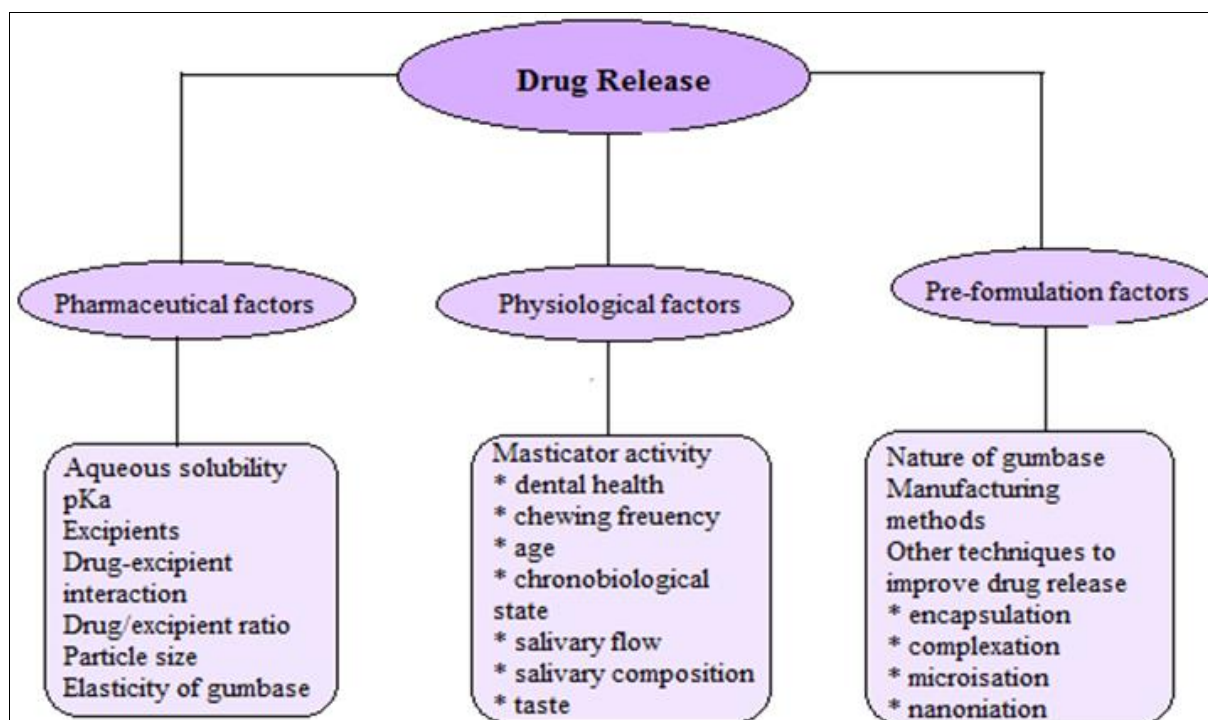 Drug Release
Pharmaceutical factors
Physiological factors
Pre-formulation factors
Aqueous solubility
pKa
Excipients
Drug-excipient
interaction
Drug/excipient ratio
Particle size
Elasticity of gumbase
Masticator activity
* dental health
* chewing freuency
* age
* chronobiological
state
* salivary flow
* salivary composition
* taste
Nature of gumbase
Manufacturing
methods
Other techniques to
improve drug release
* encapsulation
* complexation
* microisation
* nanoniation